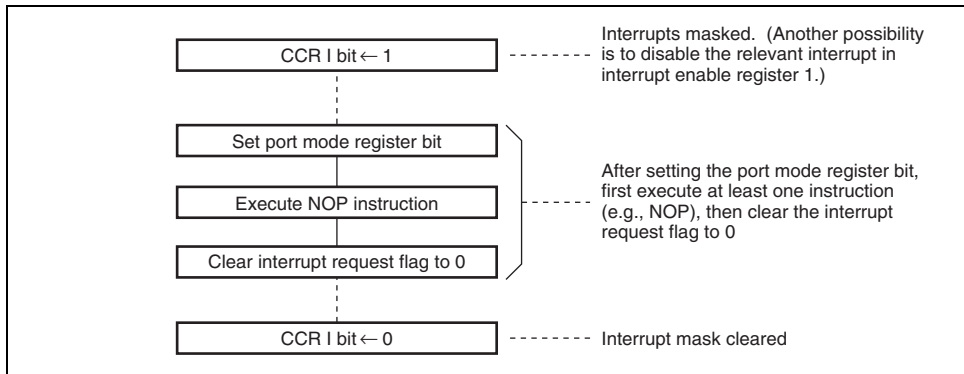 CCR I bit ← 1
Interrupts masked. (Another possibility
is to disable the relevant interrupt in
interrupt enable register 1.)
Set port mode register bit
Execute NOP instruction
Clear interrupt request flag to 0
After setting the port mode register bit,
first execute at least one instruction
(e.g., NOP), then clear the interrupt
request flag to 0
CCR I bit ← 0
Interrupt mask cleared